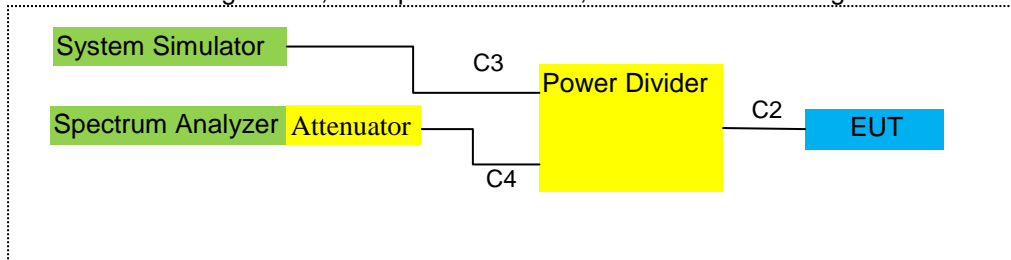 System Simulator
C3
Power Divider
Spectrum Analyzer
Attenuator
C2
EUT
C4